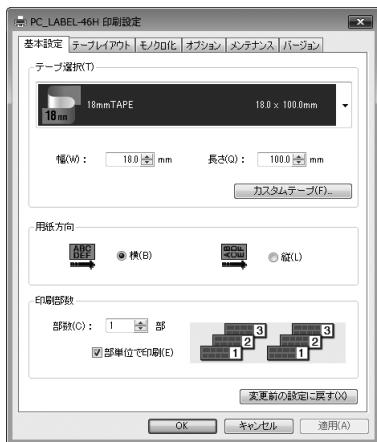 PC_LABEL-46H 印刷設定
基本設定 テープレイアウト モノクロ化 オプション メンテナンス バージョン
テープ選択(T)
18 mm 18mmTAPE 18.0 x 100.0mm
幅(W) : 18.0 mm 長さ(Q) : 100.0 mm
カスタムテープ(F)...
用紙方向
ABC
DEF
横(B) 縦(L)
印刷部数
部数(C) : 1 部
部単位で印刷(E)
3 3
2 2
1 1
変更前の設定に戻す(X)
OK キャンセル 適用(A)